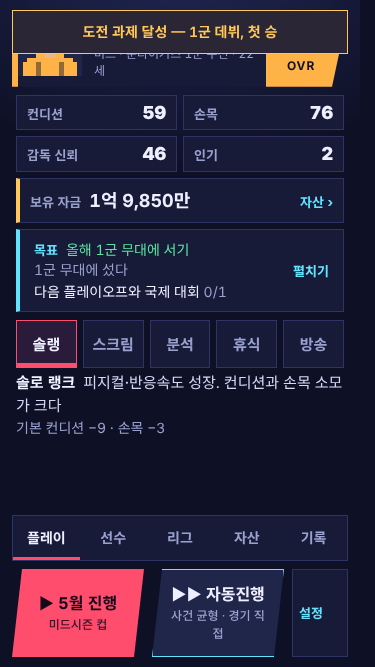 도전 과제 달성 — 1군 데뷔, 첫 승
세
OVR
컨디션 59
손목 76
감독 신뢰 46
인기 2
보유 자금 1억 9,850만 자산 ›
목표 올해 1군 무대에 서기
1군 무대에 섰다
펼치기
다음 플레이오프와 국제 대회 0/1
솔랭 스크림 분석 휴식 방송
솔로 랭크 피지컬·반응속도 성장. 컨디션과 손목 소모
가 크다
기본 컨디션 −9 · 손목 −3
플레이 선수 리그 자산 기록
▶ 5월 진행
미드시즌 컵
▶▶ 자동진행
사건 균형 · 경기 직
접
설정